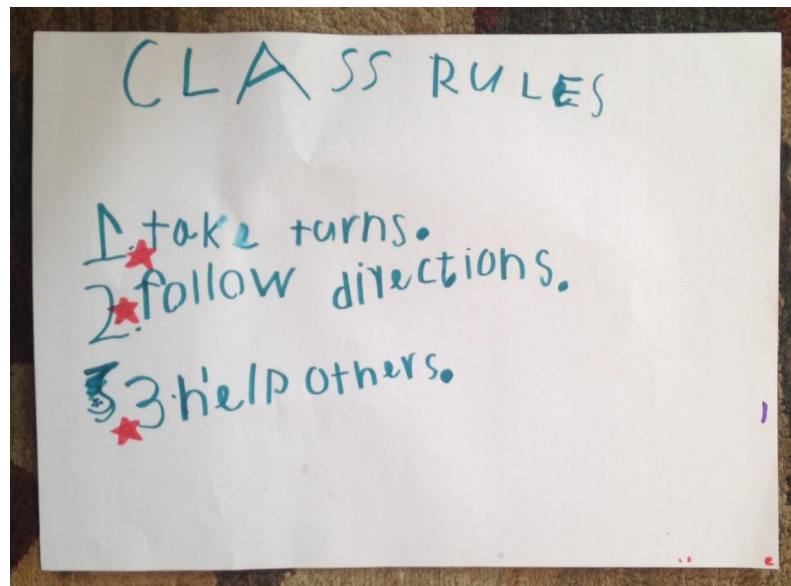 CLASS RULES
1. take turns.
2. follow directions.
3. help others.